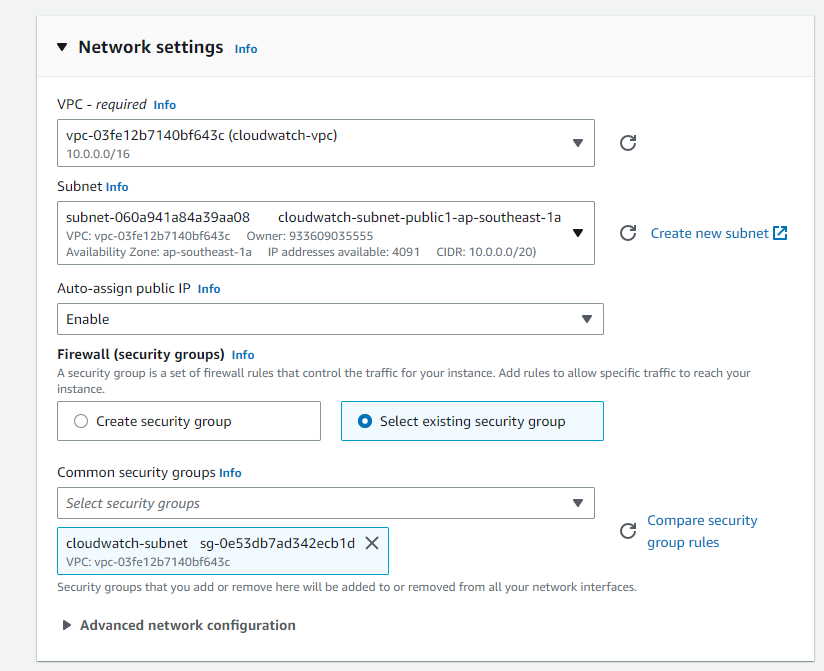 Network settings Info
VPC - required Info
vpc-03fe12b7140bf643c (cloudwatch-vpc)
10.0.0.0/16
Subnet Info
subnet-060a941a84a39aa08 cloudwatch-subnet-public1-ap-southeast-1a
VPC: vpc-03fe12b7140bf643c Owner: 933609035555
Availability Zone: ap-southeast-1a IP addresses available: 4091 CIDR: 10.0.0.0/20)
Create new subnet
Auto-assign public IP Info
Enable
Firewall (security groups) Info
A security group is a set of firewall rules that control the traffic for your instance. Add rules to allow specific traffic to reach your
instance.
Create security group
Select existing security group
Common security groups Info
Select security groups
cloudwatch-subnet sg-0e53db7ad342ecb1d
VPC: vpc-03fe12b7140bf643c
Compare security
group rules
Security groups that you add or remove here will be added to or removed from all your network interfaces.
Advanced network configuration